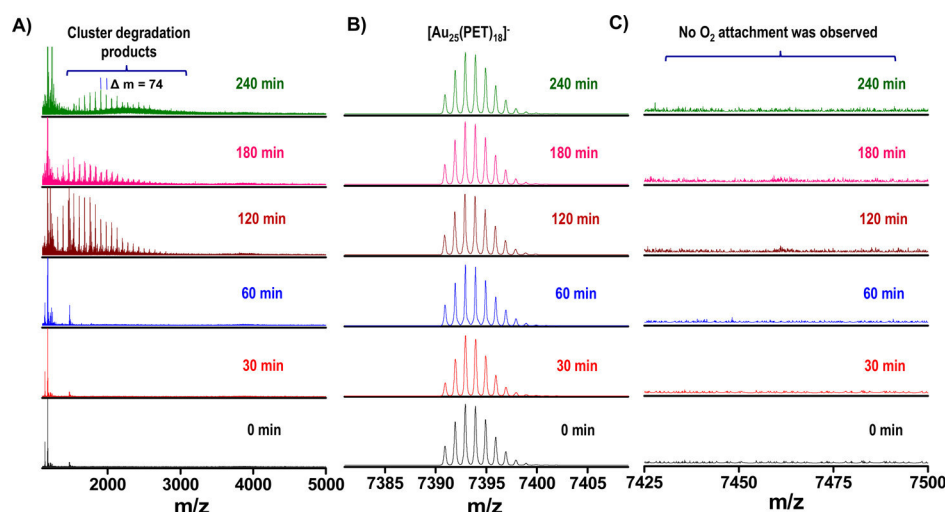 A)
Cluster degradation
products
Δ m = 74
240 min
180 min
120 min
60 min
30 min
0 min
2000 3000 4000 5000
m/z
B)
[Au25(PET)18]-
240 min
180 min
120 min
60 min
30 min
0 min
7385 7390 7395 7400 7405
m/z
C)
No O2 attachment was observed
240 min
180 min
120 min
60 min
30 min
0 min
7425 7450 7475 7500
m/z